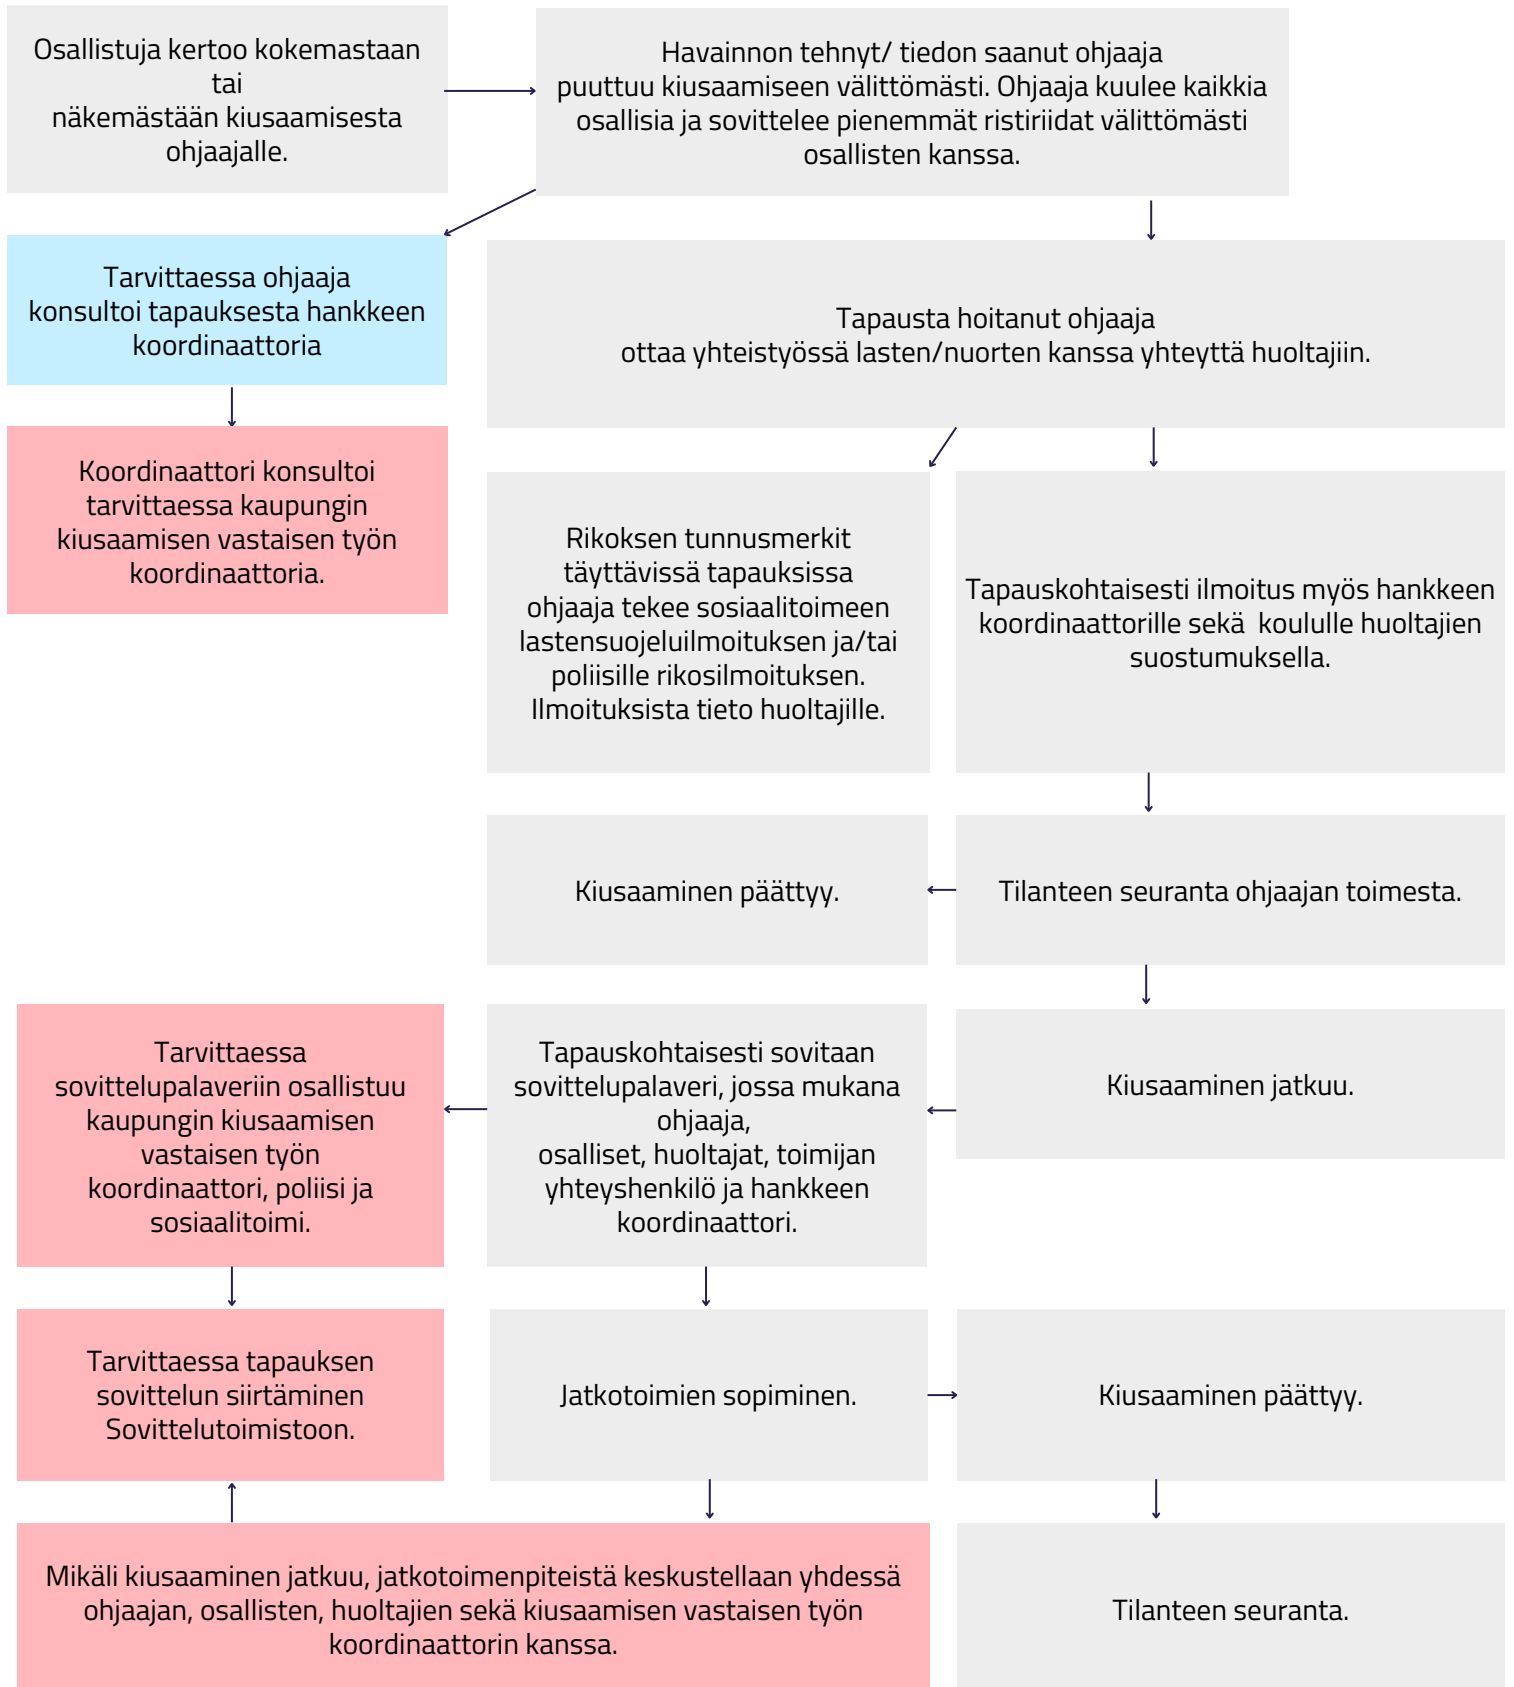 Osallistuja kertoo kokemastaan
tai
näkemästään kiusaamisesta
ohjaajalle.
Havainnon tehnyt/ tiedon saanut ohjaaja
puuttuu kiusaamiseen välittömästi. Ohjaaja kuulee kaikkia
osallisia ja sovittelee pienemmät ristiriidat välittömästi
osallisten kanssa.
Tarvittaessa ohjaaja
konsultoi tapauksesta hankkeen
koordinaattoria
Tapausta hoitanut ohjaaja
ottaa yhteistyössä lasten/nuorten kanssa yhteyttä huoltajiin.
Koordinaattori konsultoi
tarvittaessa kaupungin
kiusaamisen vastaisen työn
koordinaattoria.
Rikoksen tunnusmerkit
täyttävissä tapauksissa
ohjaaja tekee sosiaalitoimeen
lastensuojeluilmoituksen ja/tai
poliisille rikosilmoituksen.
Ilmoituksista tieto huoltajille.
Tapauskohtaisesti ilmoitus myös hankkeen
koordinaattorille sekä  koululle huoltajien
suostumuksella.
Kiusaaminen päättyy.
Tilanteen seuranta ohjaajan toimesta.
Tarvittaessa
sovittelupalaveriin osallistuu
kaupungin kiusaamisen
vastaisen työn
koordinaattori, poliisi ja
sosiaalitoimi.
Tapauskohtaisesti sovitaan
sovittelupalaveri, jossa mukana
ohjaaja,
osalliset, huoltajat, toimijan
yhteyshenkilö ja hankkeen
koordinaattori.
Kiusaaminen jatkuu.
Tarvittaessa tapauksen
sovittelun siirtäminen
Sovittelutoimistoon.
Jatkotoimien sopiminen.
Kiusaaminen päättyy.
Mikäli kiusaaminen jatkuu, jatkotoimenpiteistä keskustellaan yhdessä
ohjaajan, osallisten, huoltajien sekä kiusaamisen vastaisen työn
koordinaattorin kanssa.
Tilanteen seuranta.